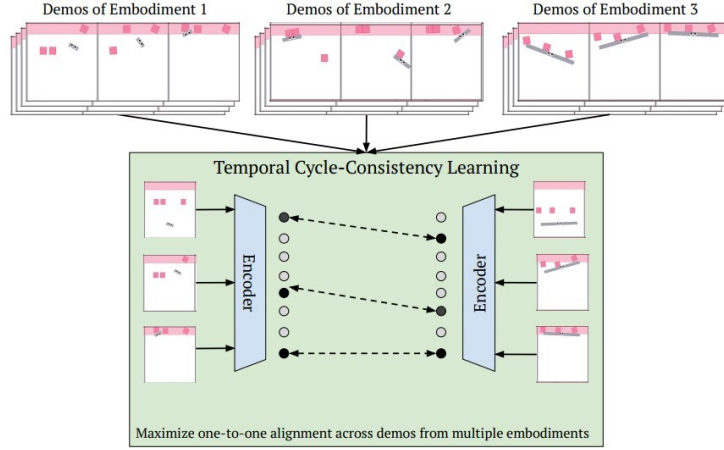 Demos of Embodiment 1
Demos of Embodiment 2
Demos of Embodiment 3
Temporal Cycle-Consistency Learning
Encoder
Encoder
Maximize one-to-one alignment across demos from multiple embodiments